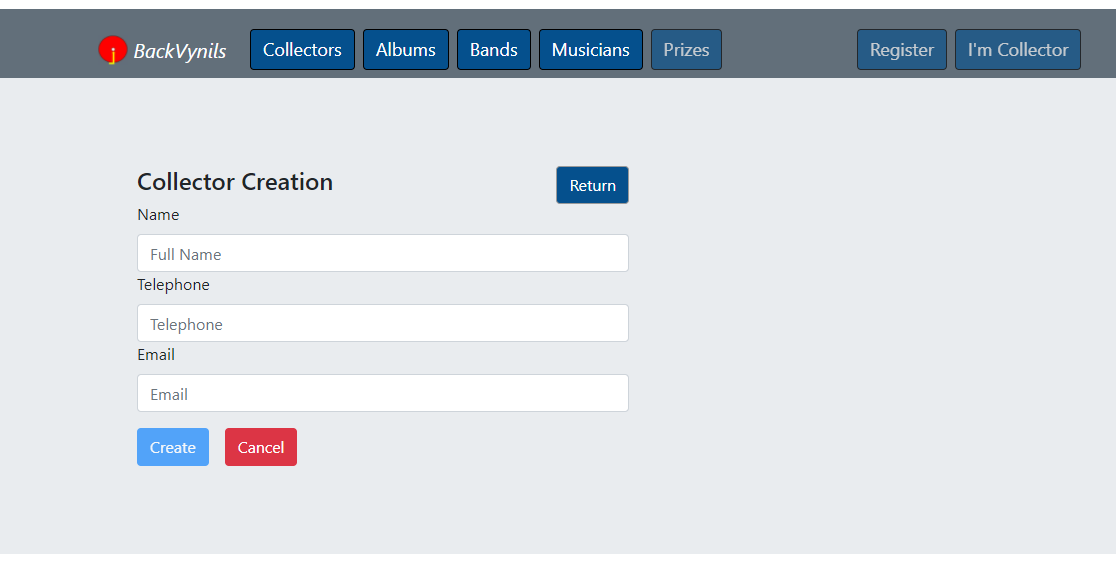 BackVynils Collectors Albums Bands Musicians Prizes Register I'm Collector
Collector Creation Return
Name
Full Name
Telephone
Telephone
Email
Email
Create Cancel